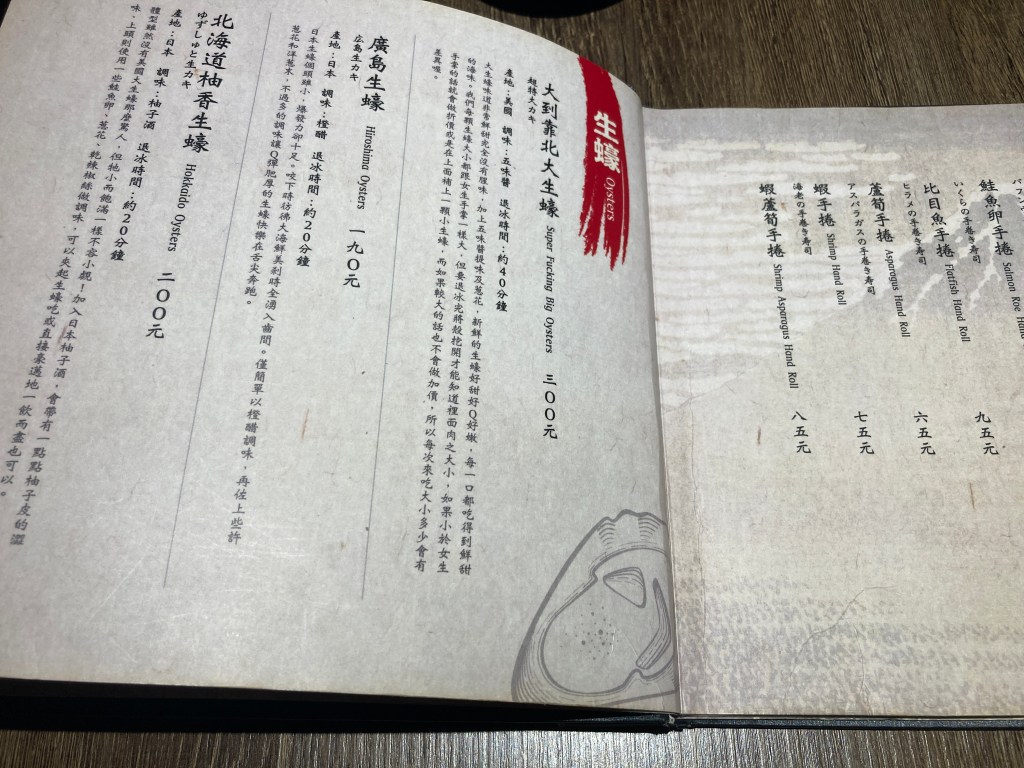 鮭魚卵手捲 Salmon Roe Han 九五元
いくらの手巻き寿司
比目魚手捲 Flatfish Hand Roll 六五元
ヒラメの手巻き寿司
蘆筍手捲 Asparagus Hand Roll 七五元
アスパラガスの手巻き寿司
蝦手捲 Shrimp Hand Roll
海老の手巻き寿司
蝦蘆筍手捲 Shrimp Asparagus Hand Roll 八五元
生蠔 Oysters
大到靠北大生蠔 Super Fucking Big Oysters 三〇〇元
超特大カキ
產地:美國 調味:五味醬 退冰時間:約40分鐘
大生蠔味道非常鮮甜完全沒有腥味,加上五味醬提味及蔥花,新鮮的生蠔好甜好Q好嫩,每一口都吃得到鮮甜
的海味。我們每顆生蠔大小都跟女生手掌一樣大,但要退冰完將殼挖開才能知道裡面肉之大小,如果小於女生
手掌的話就會做折價或是在上面補上一顆小生蠔,而如果較大的話也不會做加價,所以每次來吃大小多少會有
差異喔。
廣島生蠔 Hiroshima Oysters 一九〇元
広島生カキ
產地:日本 調味:橙醋 退冰時間:約20分鐘
日本生蠔個頭雖小,爆發力卻十足。咬下時彷彿大海鮮美剎時全湧入齒間。僅簡單以橙醋調味,再佐上些許
蔥花和洋蔥末,不過多的調味讓Q彈肥厚的生蠔快樂在舌尖奔跑。
北海道柚香生蠔 Hokkaido Oysters 二〇〇元
ゆずしゅと生カキ
產地:日本 調味:柚子酒 退冰時間:約20分鐘
體型雖然沒有美國大生蠔那麼驚人,但牠小而飽滿一樣不容小覷!加入日本柚子酒,會帶有一點點柚子皮的澀
味,上頭則使用一些鮭魚卵、蔥花、乾辣椒絲做調味,可以夾起生蠔吃或直接豪邁地一飲而盡也可以。